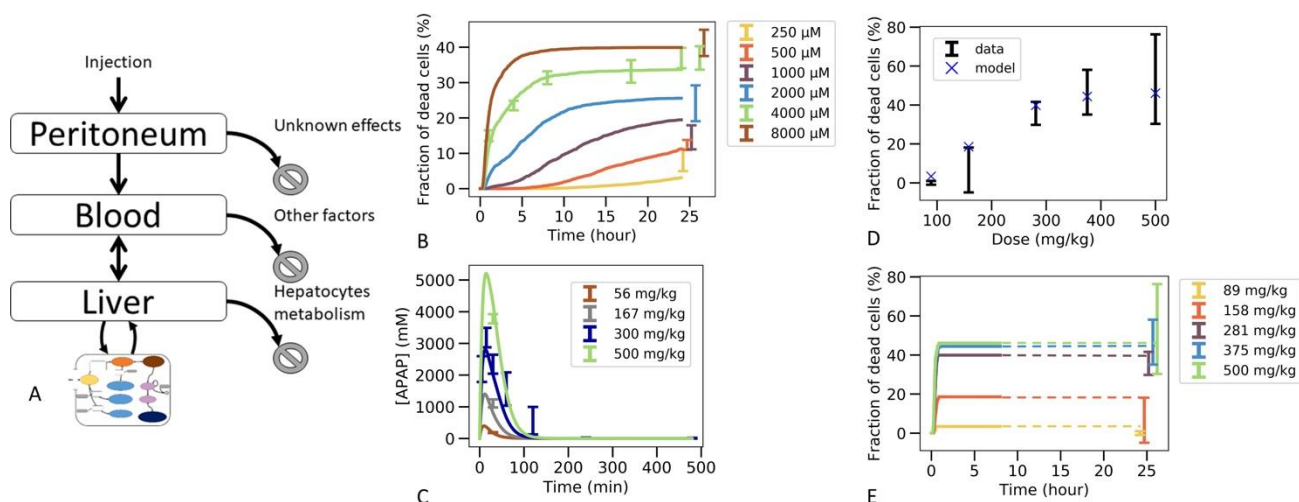 Injection
Peritoneum
Unknown effects
Blood
Other factors
Liver
Hepatocytes
metabolism
A
Fraction of dead cells (%)
40
30
20
10
0
0 5 10 15 20 25
Time (hour)
250 μM
500 μM
1000 μM
2000 μM
4000 μM
8000 μM
B
[APAP] (mM)
5000
4000
3000
2000
1000
0
0 100 200 300 400 500
Time (min)
56 mg/kg
167 mg/kg
300 mg/kg
500 mg/kg
C
Fraction of dead cells (%)
80
60
40
20
0
100 200 300 400 500
Dose (mg/kg)
data
model
D
Fraction of dead cells (%)
80
60
40
20
0
0 5 10 15 20 25
Time (hour)
89 mg/kg
158 mg/kg
281 mg/kg
375 mg/kg
500 mg/kg
E